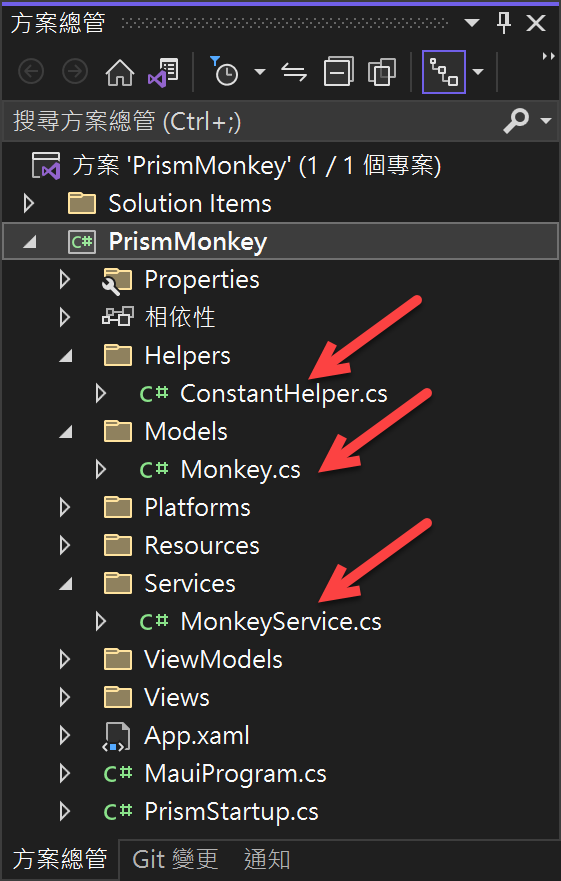 方案總管
搜尋方案總管 (Ctrl+;)
方案 'PrismMonkey' (1 / 1 個專案)
Solution Items
C# PrismMonkey
Properties
相依性
Helpers
C# ConstantHelper.cs
Models
C# Monkey.cs
Platforms
Resources
Services
C# MonkeyService.cs
ViewModels
Views
App.xaml
C# MauiProgram.cs
C# PrismStartup.cs
方案總管 Git 變更 通知